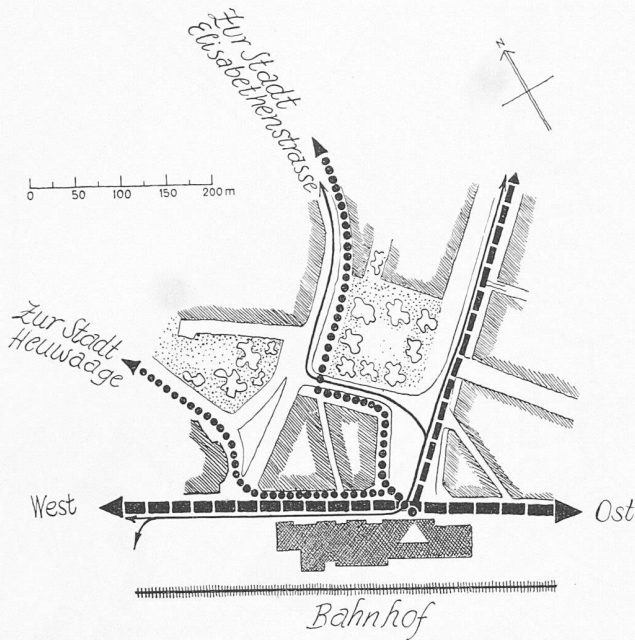 Zur Stadt
Elisabethenstrasse
N
0 50 100 150 200 m
Zur Stadt
Heuwaage
West
Ost
Bahnhof